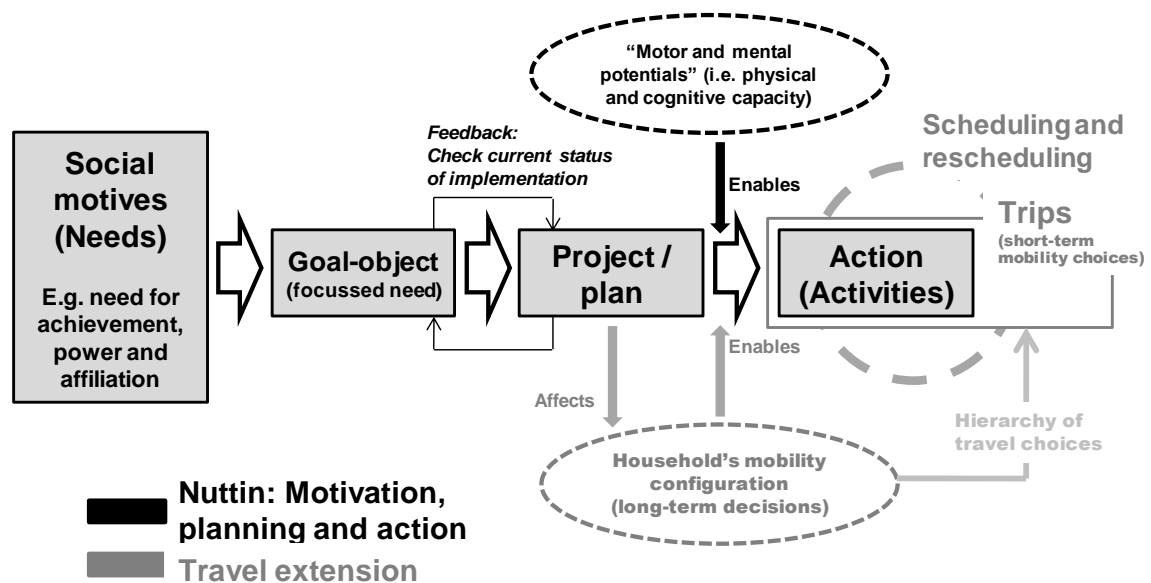 “Motor and mental
potentials” (i.e. physical
and cognitive capacity)
Scheduling and
rescheduling
Feedback:
Check current status
of implementation
Enables
Social
motives
(Needs)
E.g. need for
achievement,
power and
affiliation
Goal-object
(focussed need)
Project /
plan
Action
(Activities)
Trips
(short-term
mobility choices)
Enables
Affects
Hierarchy of
travel choices
Household’s mobility
configuration
(long-term decisions)
Nuttin: Motivation,
planning and action
Travel extension